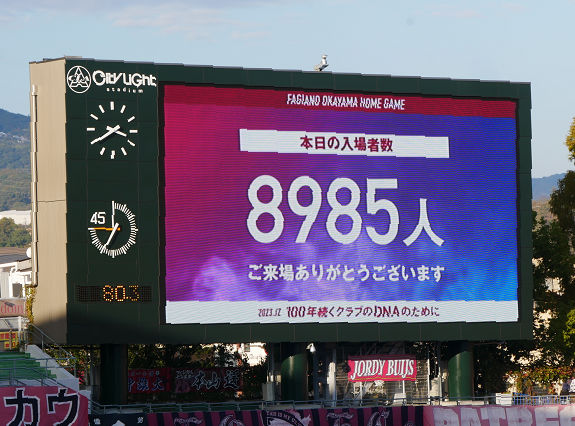 City Light
stadium
FAGIANO OKAYAMA HOME GAME
本日の入場者数
8985人
ご来場ありがとうございます
2023.12 100年続くクラブのDNAのために
45
80.3
JORDY BUIJS
カウ